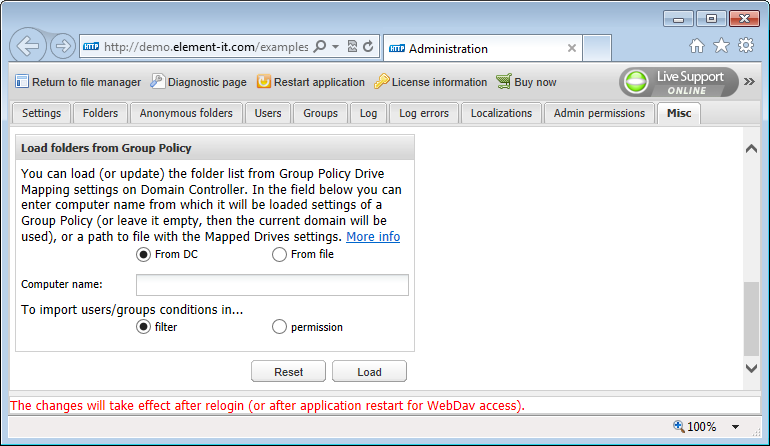 http://demo.element-it.com/examples
HTTP Administration
Return to file manager Diagnostic page Restart application License information Buy now Live Support ONLINE
Settings Folders Anonymous folders Users Groups Log Log errors Localizations Admin permissions Misc
Load folders from Group Policy
You can load (or update) the folder list from Group Policy Drive
Mapping settings on Domain Controller. In the field below you can
enter computer name from which it will be loaded settings of a
Group Policy (or leave it empty, then the current domain will be
used), or a path to file with the Mapped Drives settings. More info
From DC From file
Computer name:
To import users/groups conditions in...
filter permission
Reset Load
The changes will take effect after relogin (or after application restart for WebDav access).
100%